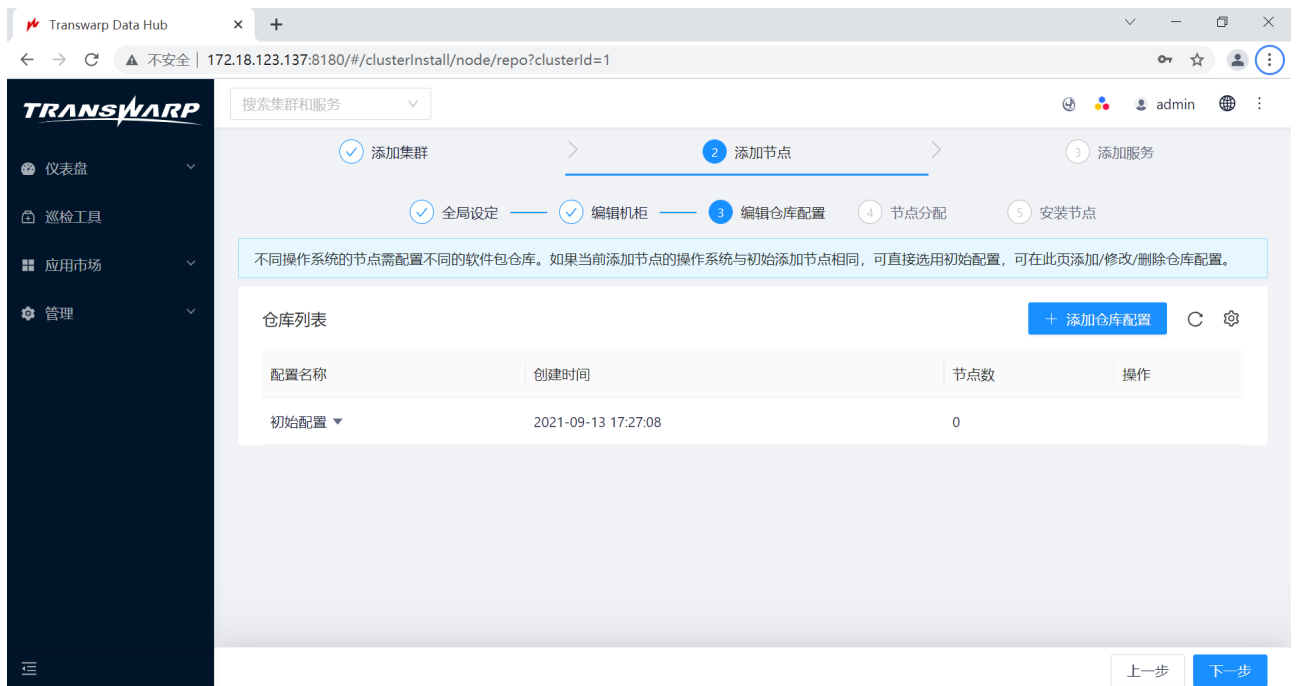 Transwarp Data Hub
不安全 172.18.123.137:8180/#/clusterInstall/node/repo?clusterId=1
TRANSWARP
搜索集群和服务
admin
仪表盘
巡检工具
应用市场
管理
添加集群
2 添加节点
3 添加服务
全局设定
编辑机柜
3 编辑仓库配置
4 节点分配
5 安装节点
不同操作系统的节点需配置不同的软件包仓库。如果当前添加节点的操作系统与初始添加节点相同，可直接选用初始配置，可在此页添加/修改/删除仓库配置。
仓库列表
+ 添加仓库配置
配置名称 创建时间 节点数 操作
初始配置 2021-09-13 17:27:08 0
上一步 下一步